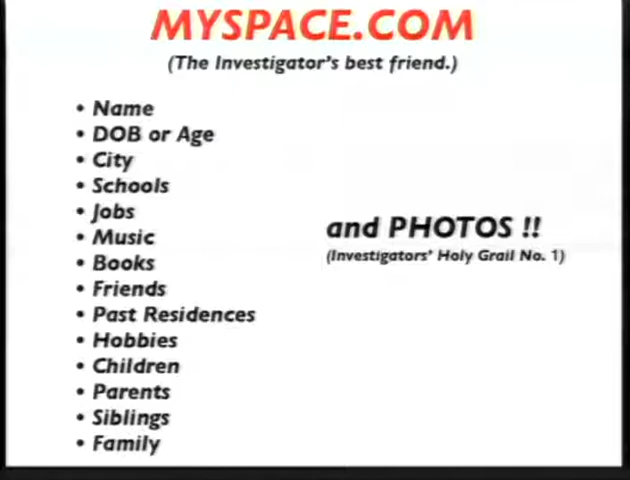 MYSPACE.COM
(The Investigator's best friend.)
• Name
• DOB or Age
• City
• Schools
• Jobs
• Music
• Books
• Friends
• Past Residences
• Hobbies
• Children
• Parents
• Siblings
• Family
and PHOTOS !!
(Investigators' Holy Grail No. 1)